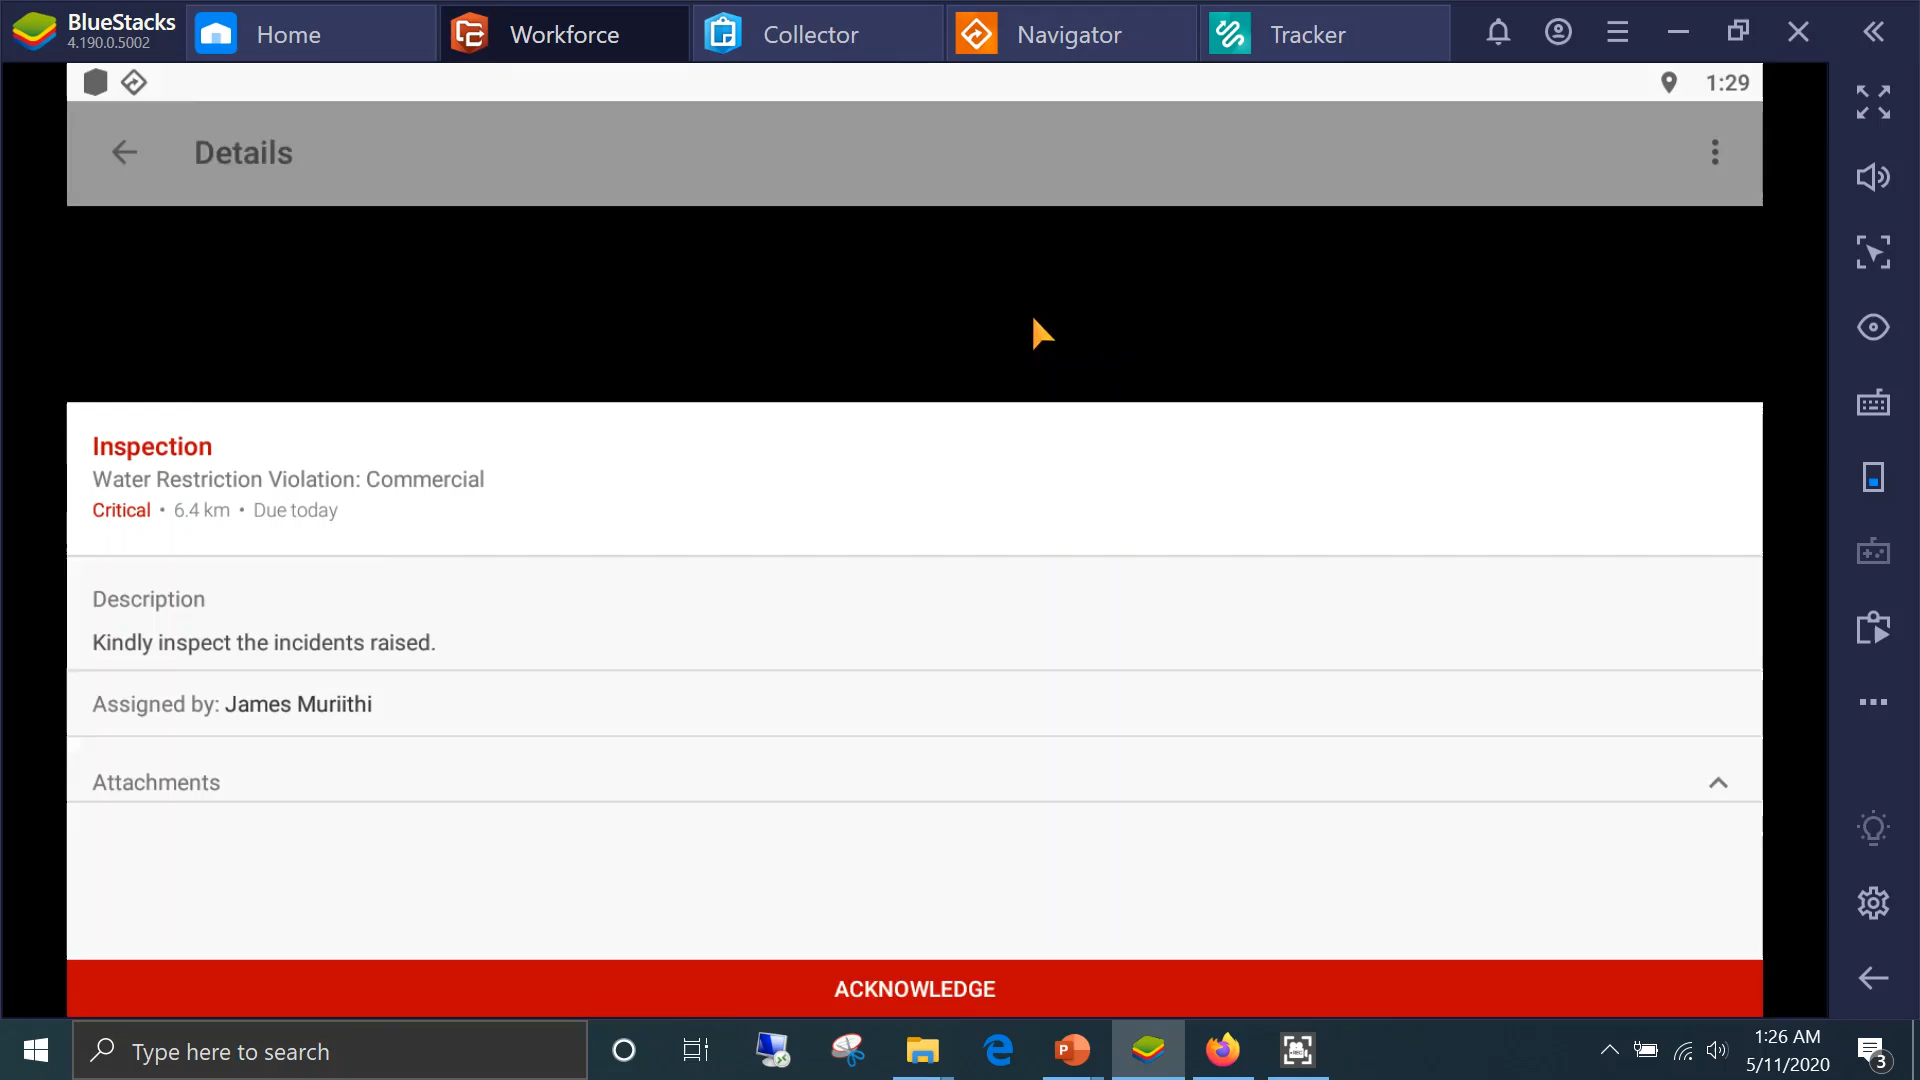 BlueStacks
4.190.0.5002
Home
Workforce
Collector
Navigator
Tracker
1:29
Details
Inspection
Water Restriction Violation: Commercial
Critical • 6.4 km • Due today
Description
Kindly inspect the incidents raised.
Assigned by: James Muriithi
Attachments
ACKNOWLEDGE
Type here to search
1:26 AM
5/11/2020
3